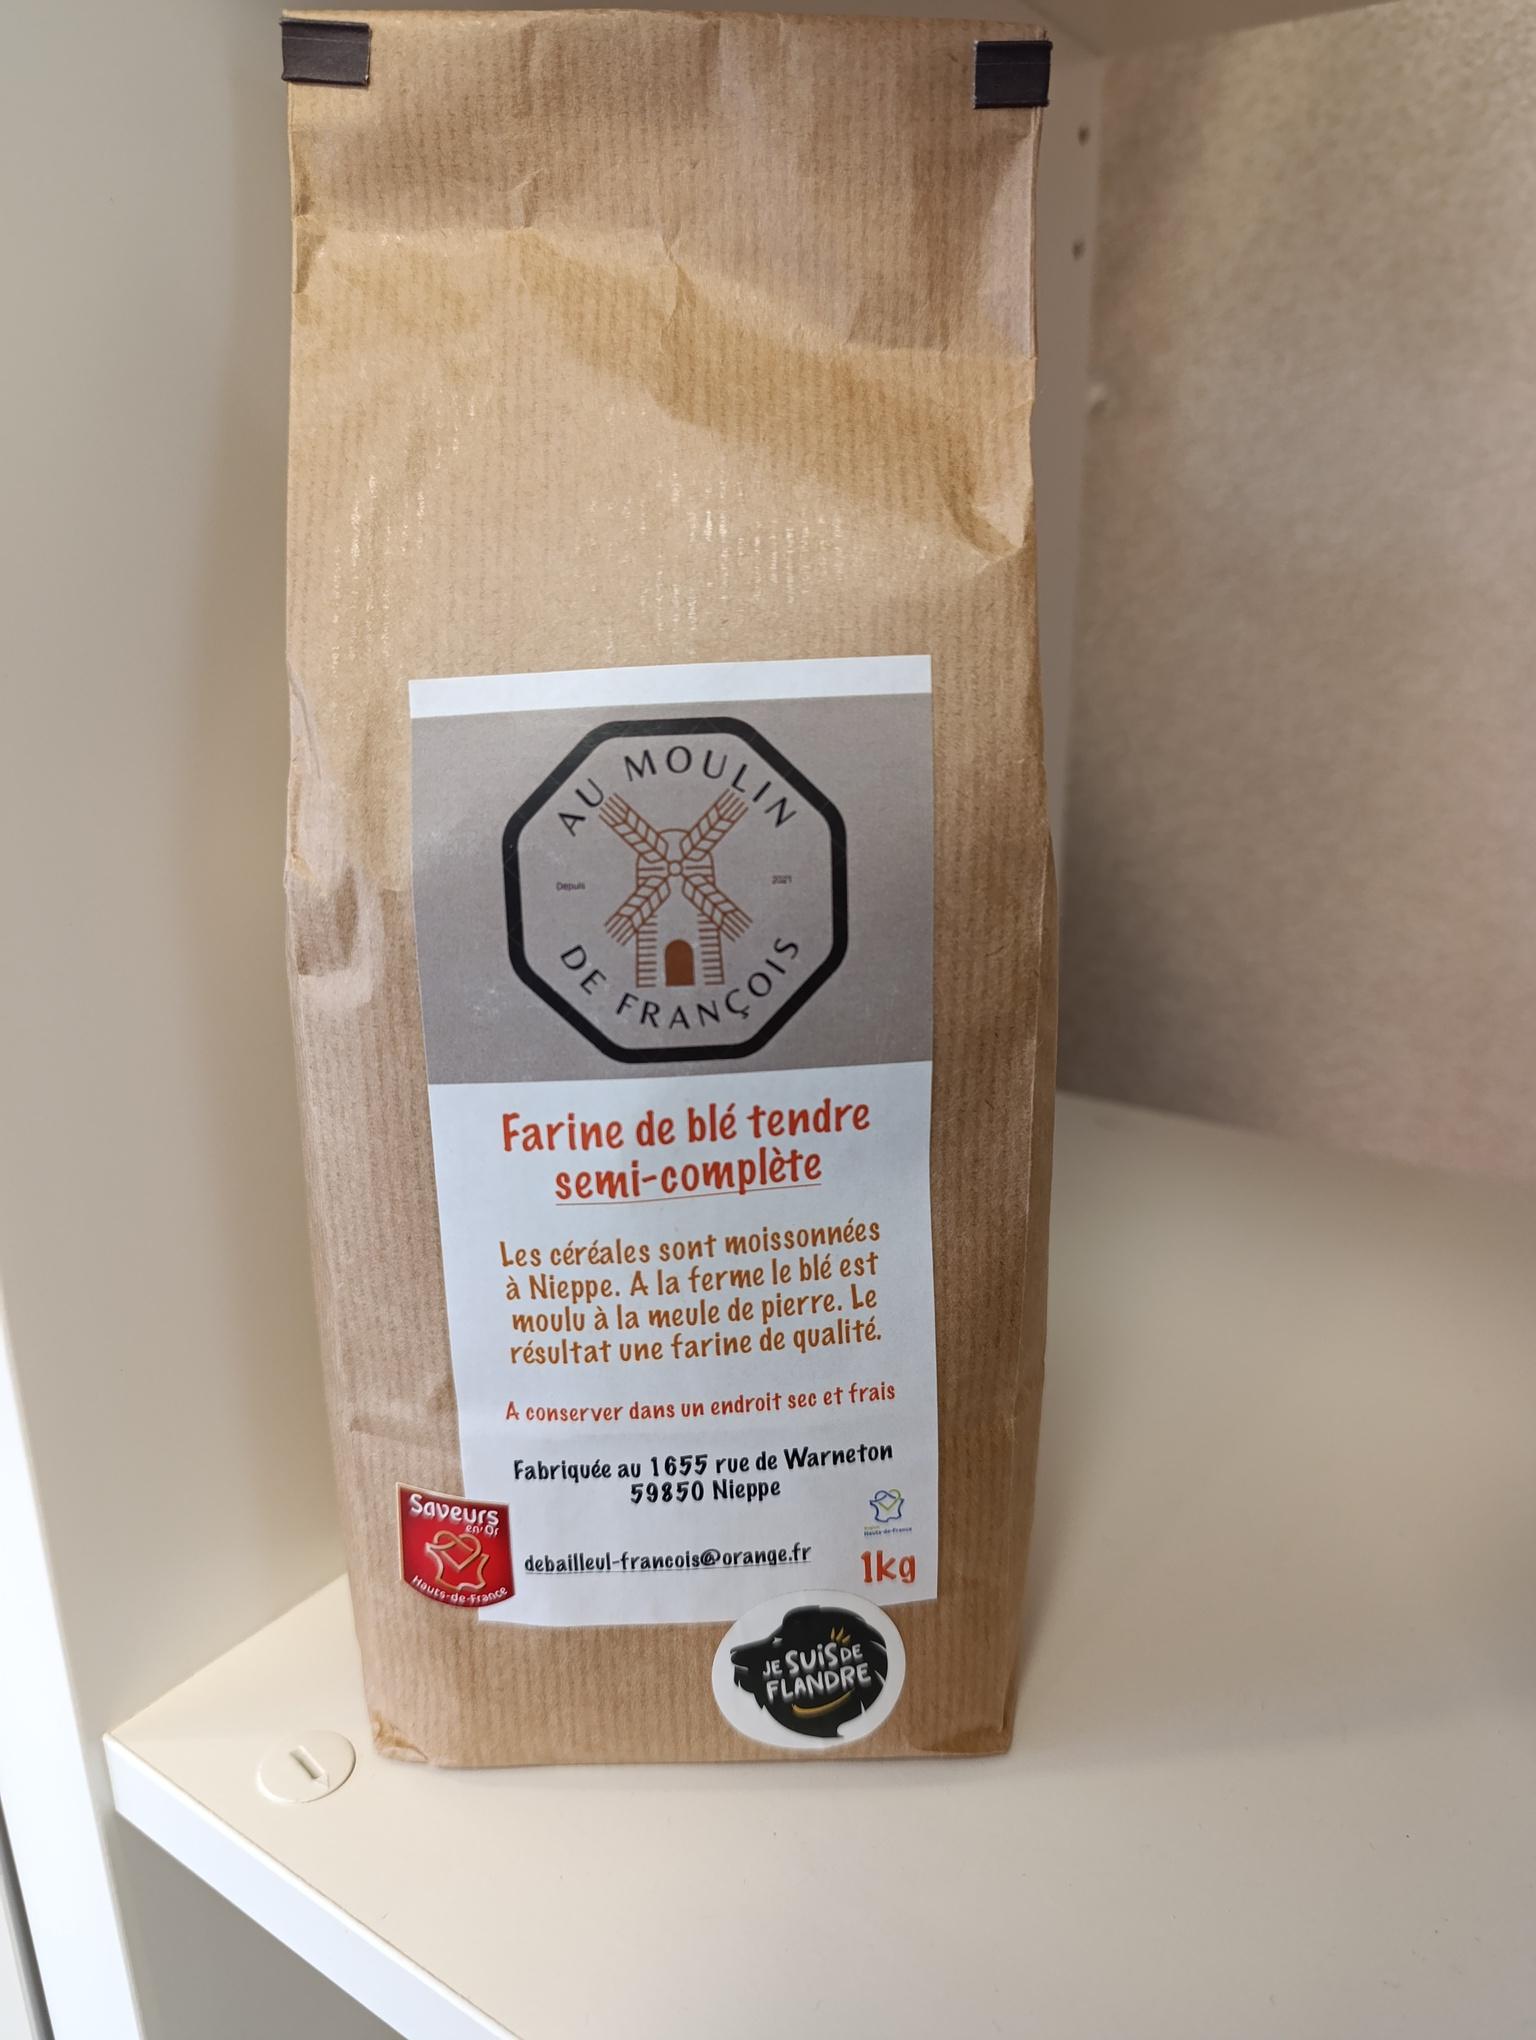 AU MOULIN
Depuis
2021
DE FRANÇOIS
Farine de blé tendre
semi-complète
Les céréales sont moissonnées
à Nieppe. A la ferme le blé est
moulu à la meule de pierre. Le
résultat une farine de qualité.
A conserver dans un endroit sec et frais
Fabriquée au 1655 rue de Warneton
59850 Nieppe
Saveurs
en'Or
Hauts-de-France
debailleul-francois@orange.fr
Hauts-de-France
1kg
JE SUIS DE
FLANDRE